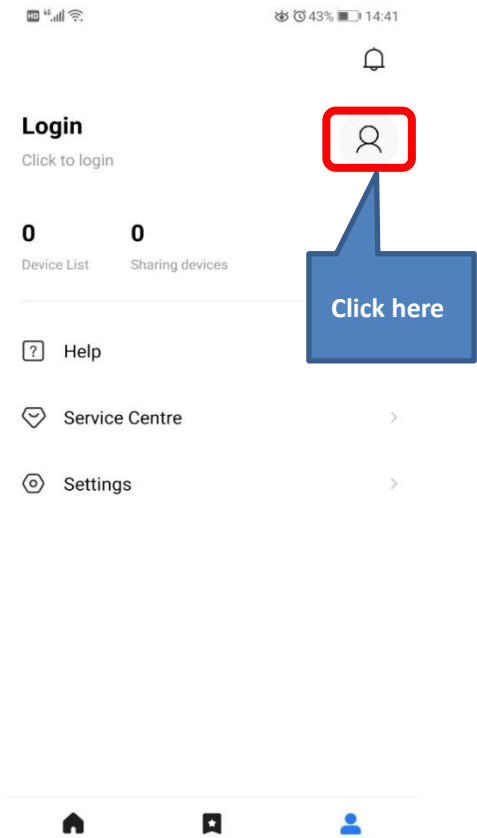 HD 43% 14:41
Login
Click to login
0 0
Device List Sharing devices
Click here
? Help
Service Centre
Settings